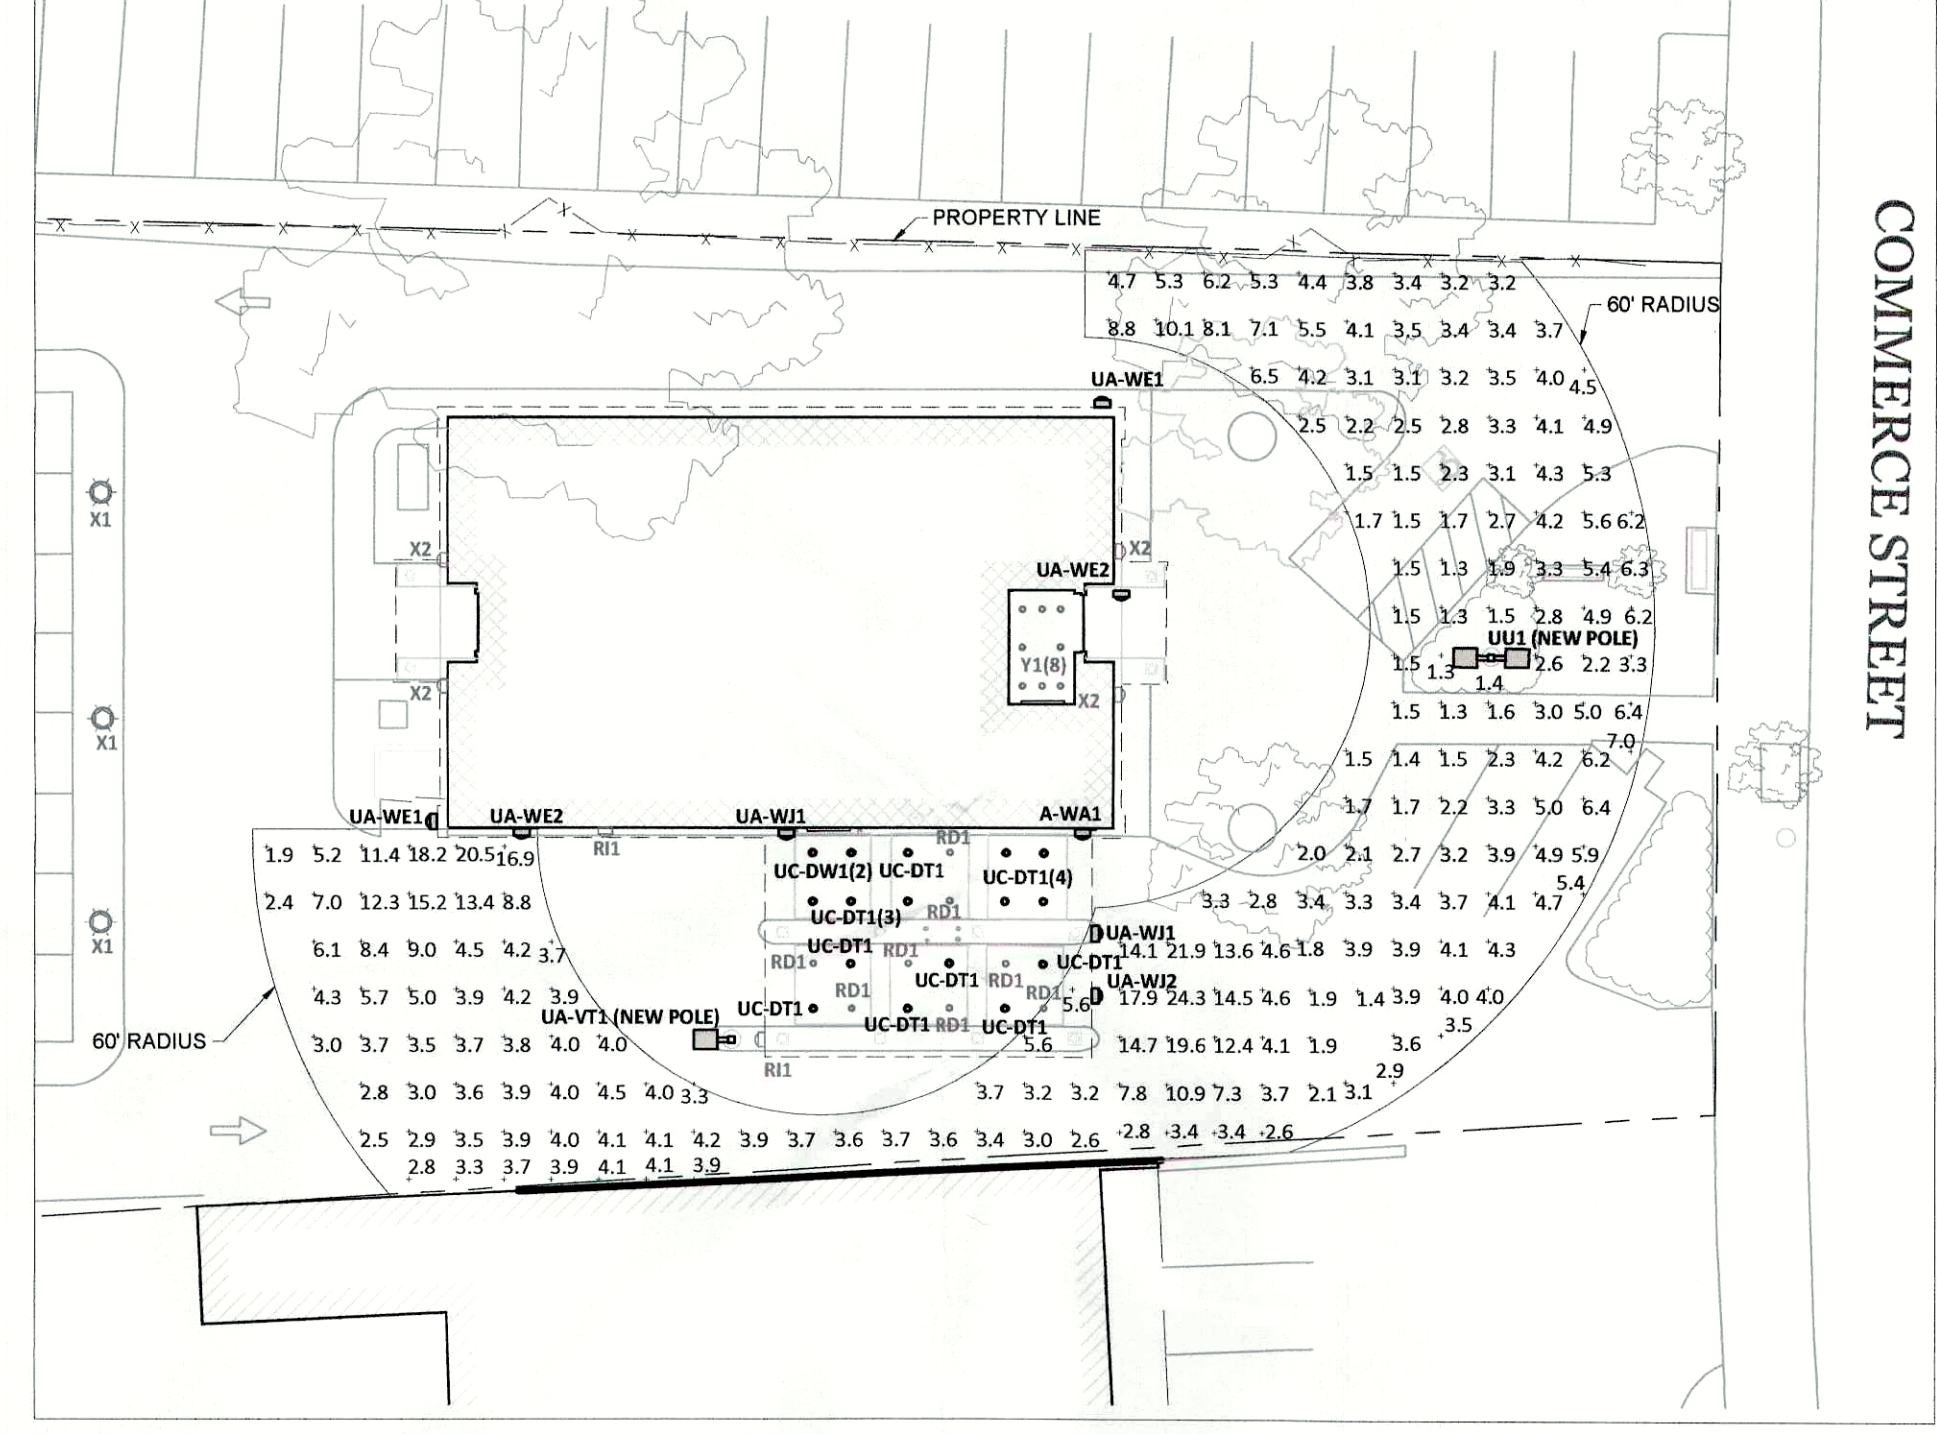 PROPERTY LINE
4.7 5.3 6.2 5.3 4.4 3.8 3.4 3.2 3.2
60' RADIUS
8.8 10.1 8.1 7.1 5.5 4.1 3.5 3.4 3.4 3.7
UA-WE1
6.5 4.2 3.1 3.1 3.2 3.5 4.0 4.5
2.5 2.2 2.5 2.8 3.3 4.1 4.9
1.5 1.5 2.3 3.1 4.3 5.3
X1
1.7 1.5 1.7 2.7 4.2 5.6 6.2
X2
X2
UA-WE2
1.5 1.3 1.9 3.3 5.4 6.3
1.5 1.3 1.5 2.8 4.9 6.2
UU1 (NEW POLE)
Y1(8)
1.5 1.3 2.6 2.2 3.3
1.4
X2
X2
1.5 1.3 1.6 3.0 5.0 6.4
X1
7.0
1.5 1.4 1.5 2.3 4.2 6.2
1.7 1.7 2.2 3.3 5.0 6.4
UA-WE1 UA-WE2 UA-WJ1 A-WA1
RI1
RD1
1.9 5.2 11.4 18.2 20.5 16.9
2.0 2.1 2.7 3.2 3.9 4.9 5.9
UC-DW1(2) UC-DT1 UC-DT1(4)
5.4
2.4 7.0 12.3 15.2 13.4 8.8
3.3 2.8 3.4 3.3 3.4 3.7 4.1 4.7
UC-DT1(3) RD1
X1
UA-WJ1
6.1 8.4 9.0 4.5 4.2 3.7
UC-DT1 RD1
14.1 21.9 13.6 4.6 1.8 3.9 3.9 4.1 4.3
RD1 UC-DT1
UC-DT1 RD1
UA-WJ2
4.3 5.7 5.0 3.9 4.2 3.9
RD1 RD1
5.6 17.9 24.3 14.5 4.6 1.9 1.4 3.9 4.0 4.0
UC-DT1
UA-VT1 (NEW POLE)
UC-DT1 RD1 UC-DT1
3.5
60' RADIUS
3.0 3.7 3.5 3.7 3.8 4.0 4.0
5.6 14.7 19.6 12.4 4.1 1.9 3.6
RI1
2.9
2.8 3.0 3.6 3.9 4.0 4.5 4.0 3.3
3.7 3.2 3.2 7.8 10.9 7.3 3.7 2.1 3.1
2.5 2.9 3.5 3.9 4.0 4.1 4.1 4.2 3.9 3.7 3.6 3.7 3.6 3.4 3.0 2.6 2.8 3.4 3.4 2.6
2.8 3.3 3.7 3.9 4.1 4.1 3.9
COMMERCE STREET